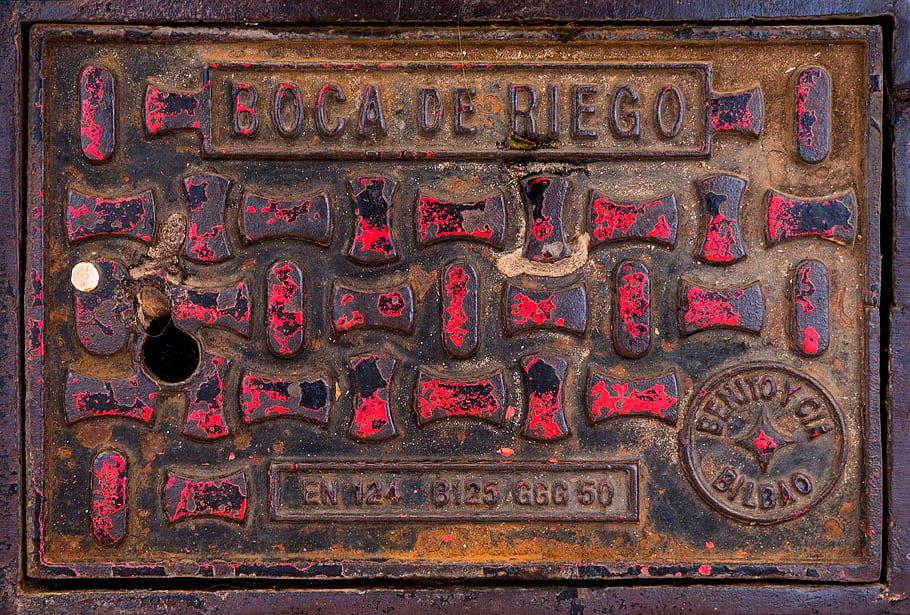 BOCA DE RIEGO
BENITO Y CIA
BILBAO
EN 124 B125 GGG 50